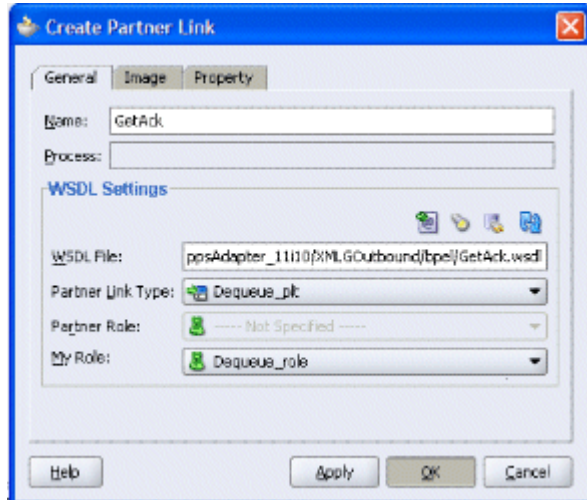 Create Partner Link
General Image Property
Name: GetAck
Process:
WSDL Settings
WSDL File: ppsAdapter_11i10/XMLGOutbound/bpel/GetAck.wsdl
Partner Link Type: Dequeue_plt
Partner Role: ----- Not Specified -----
My Role: Dequeue_role
Help Apply OK Cancel